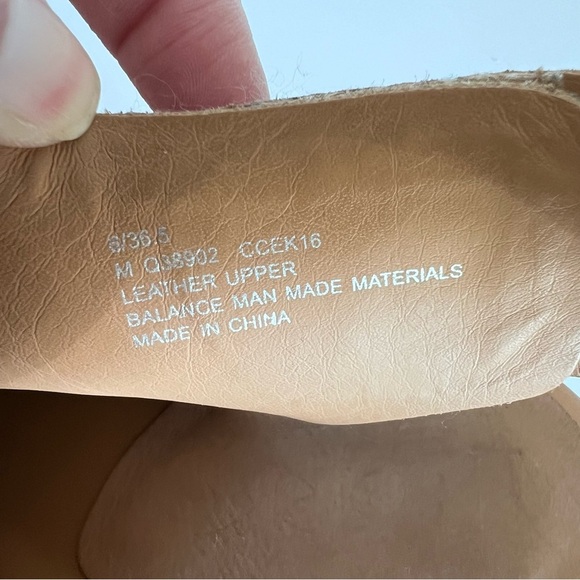 6/36.5
M Q38902 CCEK16
LEATHER UPPER
BALANCE MAN MADE MATERIALS
MADE IN CHINA